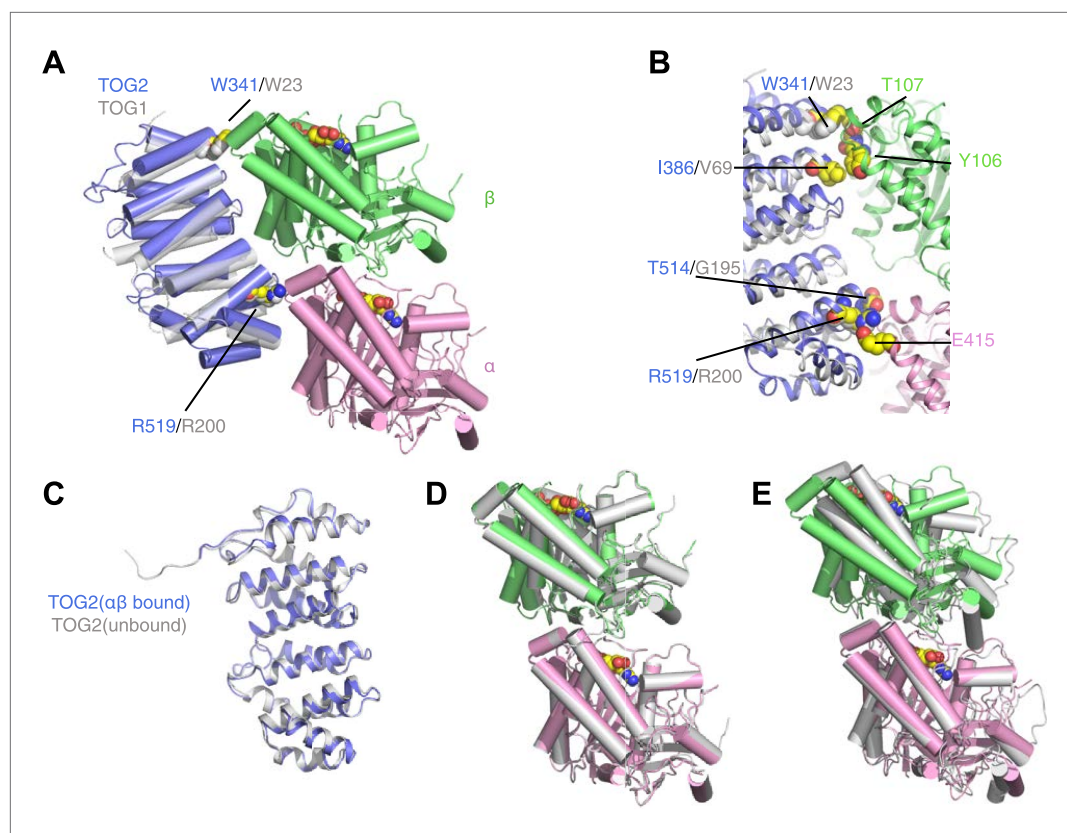 A
TOG2
TOG1
W341/W23
β
α
R519/R200
B
W341/W23
T107
I386/V69
Y106
T514/G195
E415
R519/R200
C
TOG2(αβ bound)
TOG2(unbound)
D
E